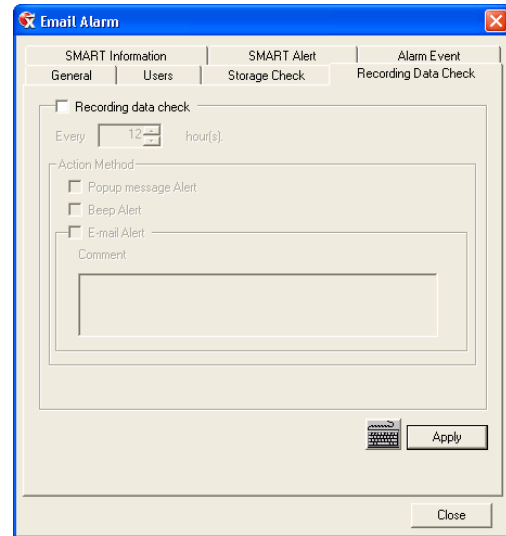 Email Alarm
SMART Information SMART Alert Alarm Event
General Users Storage Check Recording Data Check
Recording data check
Every 12 hour(s).
Action Method
Popup message Alert
Beep Alert
E-mail Alert
Comment
Apply
Close